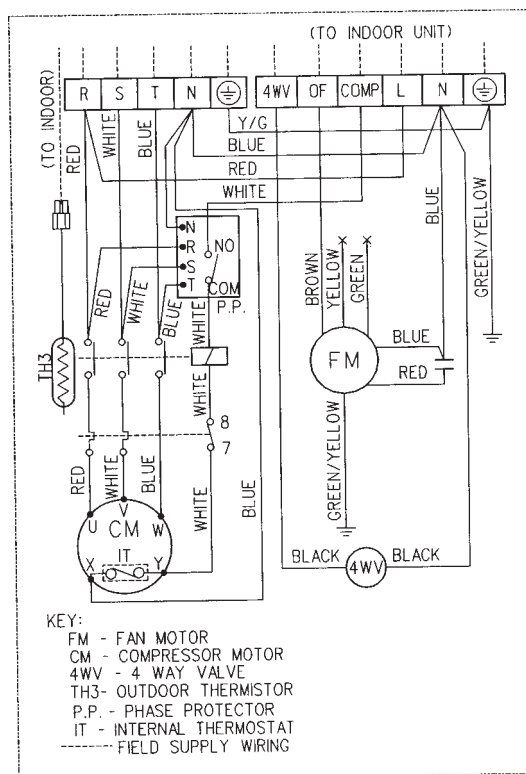 (TO INDOOR UNIT)
(TO INDOOR)
R S T N
4WV OF COMP L N
Y/G
BLUE
RED
WHITE
RED
WHITE
BLUE
N
R
S
T
NO
COM
P.P.
RED
WHITE
BLUE
WHITE
WHITE
BROWN
YELLOW
GREEN
BLUE
GREEN/YELLOW
TH3
FM
BLUE
RED
8
7
RED
WHITE
BLUE
WHITE
BLUE
GREEN/YELLOW
U V W
CM
IT
X Y
BLACK
4WV
BLACK
KEY:
FM - FAN MOTOR
CM - COMPRESSOR MOTOR
4WV - 4 WAY VALVE
TH3- OUTDOOR THERMISTOR
P.P. - PHASE PROTECTOR
IT - INTERNAL THERMOSTAT
FIELD SUPPLY WIRING